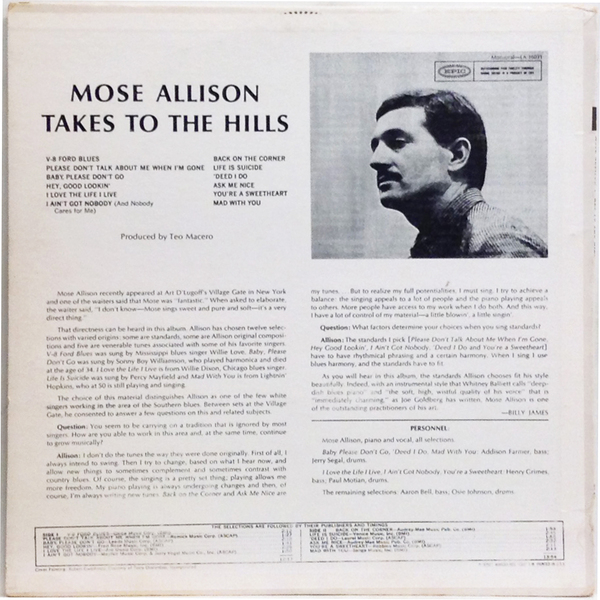 Monaural—LN 16031
EPIC
MOSE ALLISON
TAKES TO THE HILLS
V-8 FORD BLUES
PLEASE DON'T TALK ABOUT ME WHEN I'M GONE
BABY, PLEASE DON'T GO
HEY, GOOD LOOKIN'
I LOVE THE LIFE I LIVE
I AIN'T GOT NOBODY (And Nobody
Cares for Me)
BACK ON THE CORNER
LIFE IS SUICIDE
'DEED I DO
ASK ME NICE
YOU'RE A SWEETHEART
MAD WITH YOU
Produced by Teo Macero
Mose Allison recently appeared at Art D'Lugoff's Village Gate in New York
and one of the waiters said that Mose was "fantastic." When asked to elaborate,
the waiter said, "I don't know—Mose sings sweet and pure and soft—it's a very
direct thing."
That directness can be heard in this album. Allison has chosen twelve selec-
tions with varied origins: some are standards, some are Allison original composi-
tions and five are venerable tunes associated with some of his favorite singers.
V-8 Ford Blues was sung by Mississippi blues singer Willie Love. Baby, Please
Don't Go was sung by Sonny Boy Williamson, who played harmonica and died
at the age of 34. I Love the Life I Live is from Willie Dixon, Chicago blues singer.
Life Is Suicide was sung by Percy Mayfield and Mad With You is from Lightnin'
Hopkins, who at 50 is still playing and singing.
The choice of this material distinguishes Allison as one of the few white
singers working in the area of the Southern blues. Between sets at the Village
Gate, he consented to answer a few questions on this and related subjects.
Question: You seem to be carrying on a tradition that is ignored by most
singers. How are you able to work in this area and, at the same time, continue
to grow musically?
Allison: I don't do the tunes the way they were done originally. First of all, I
always intend to swing. Then I try to change, based on what I hear now, and
allow new things to sometimes complement and sometimes contrast with
country blues. Of course, the singing is a pretty set thing, playing allows me
more freedom. My piano playing is always undergoing changes and then, of
course, I'm always writing new tunes. Back on the Corner and Ask Me Nice are
my tunes. . . . But to realize my full potentialities, I must sing. I try to achieve a
balance: the singing appeals to a lot of people and the piano playing appeals
to others. More people have access to my work when I do both. And this way,
I have a lot of control of my material—a little blowin', a little singin'.
Question: What factors determine your choices when you sing standards?
Allison: The standards I pick [Please Don't Talk About Me When I'm Gone,
Hey Good Lookin', I Ain't Got Nobody, 'Deed I Do and You're a Sweetheart]
have to have rhythmical phrasing and a certain harmony. When I sing I use
blues harmony, and the standards have to fit.
As you will hear in this album, the standards Allison chooses fit his style
beautifully. Indeed, with an instrumental style that Whitney Balliett calls "deep-
dish blues piano" and "the soft, high, wistful quality of his voice" that is
"immediately charming," as Joe Goldberg has written, Mose Allison is one
of the outstanding practitioners of his art.
—BILLY JAMES
PERSONNEL:
Mose Allison, piano and vocal, all selections.
Baby Please Don't Go, 'Deed I Do, Mad With You: Addison Farmer, bass;
Jerry Segal, drums.
I Love the Life I Live, I Ain't Got Nobody, You're a Sweetheart: Henry Grimes,
bass, Paul Motian, drums.
The remaining selections: Aaron Bell, bass, Osie Johnson, drums.
THE SELECTIONS ARE FOLLOWED BY THEIR PUBLISHERS AND TIMINGS
SIDE I
SIDE II